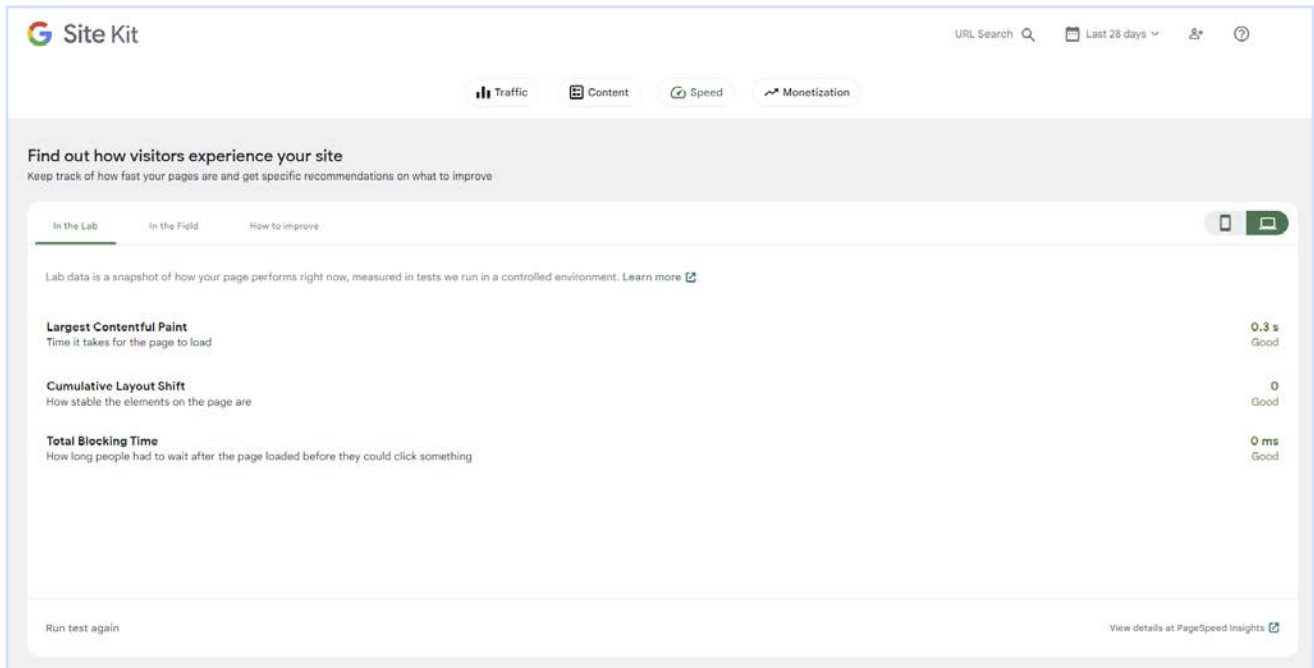 G Site Kit
URL Search
Last 28 days
Traffic
Content
Speed
Monetization
Find out how visitors experience your site
Keep track of how fast your pages are and get specific recommendations on what to improve
In the Lab
In the Field
How to improve
Lab data is a snapshot of how your page performs right now, measured in tests we run in a controlled environment. Learn more
Largest Contentful Paint
0.3 s
Time it takes for the page to load
Good
Cumulative Layout Shift
0
How stable the elements on the page are
Good
Total Blocking Time
0 ms
How long people had to wait after the page loaded before they could click something
Good
Run test again
View details at PageSpeed Insights